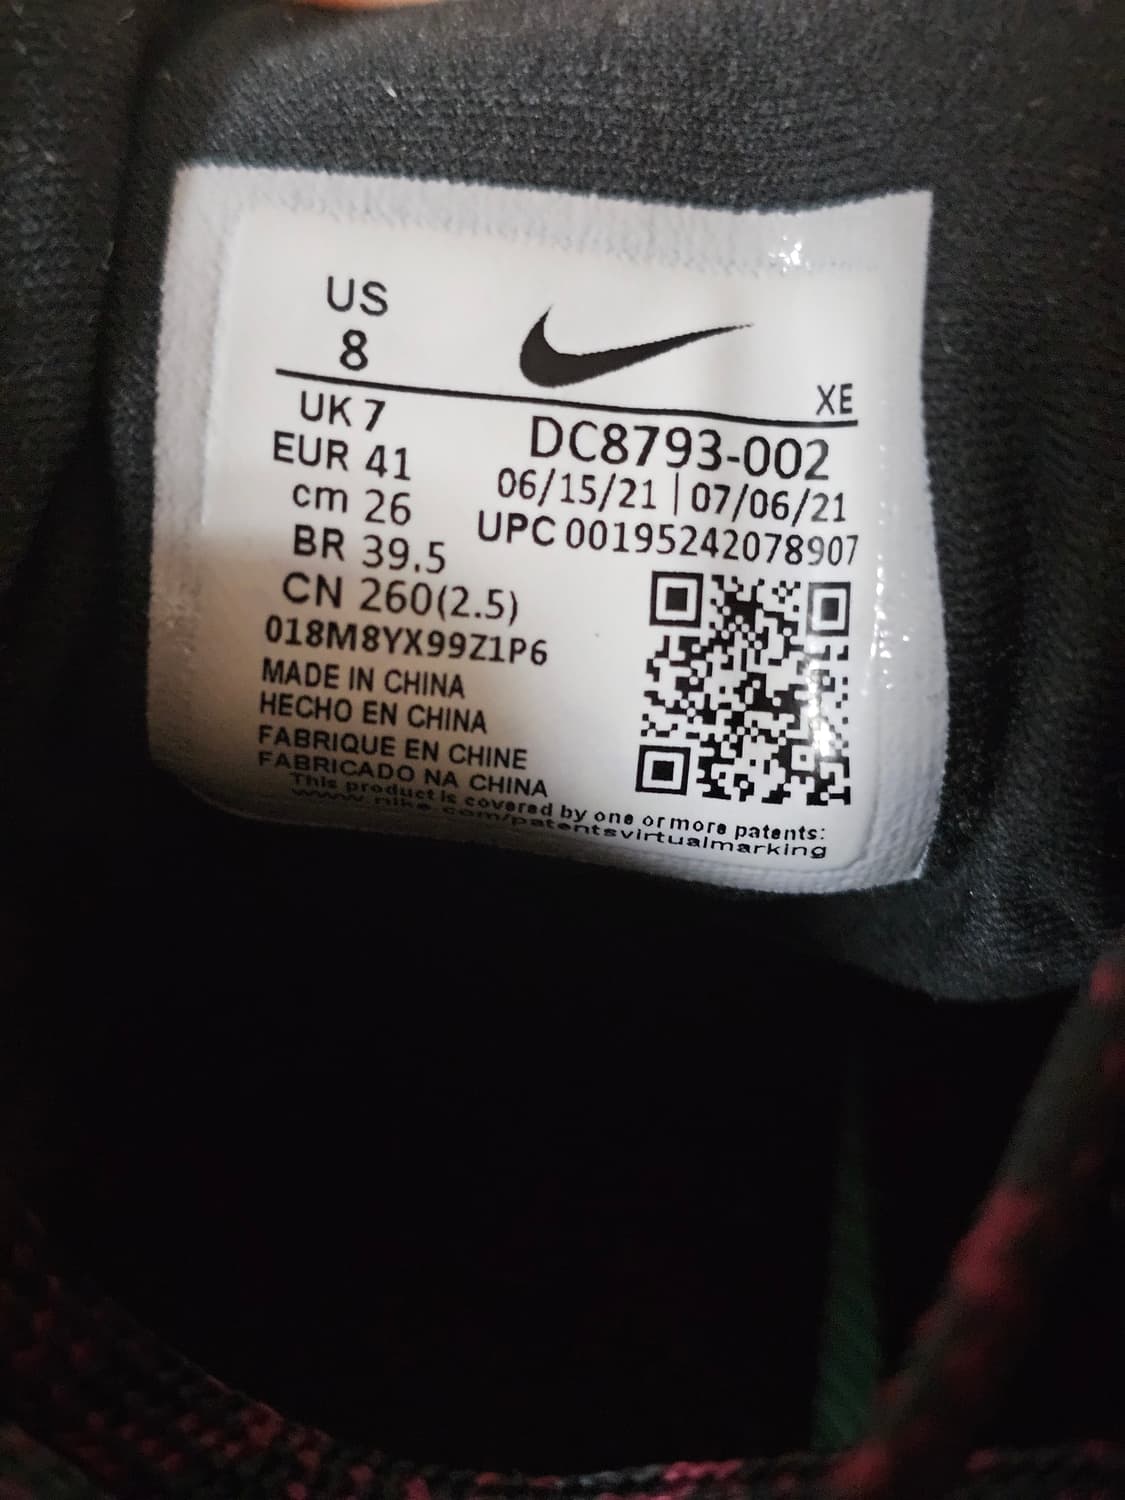 US
8
XE
UK 7
EUR 41
cm 26
BR 39.5
CN 260(2.5)
018M8YX99Z1P6
DC8793-002
06/15/21 | 07/06/21
UPC 00195242078907
MADE IN CHINA
HECHO EN CHINA
FABRIQUE EN CHINE
FABRICADO NA CHINA
This product is covered by one or more patents:
www.nike.com/patentsvirtualmarking